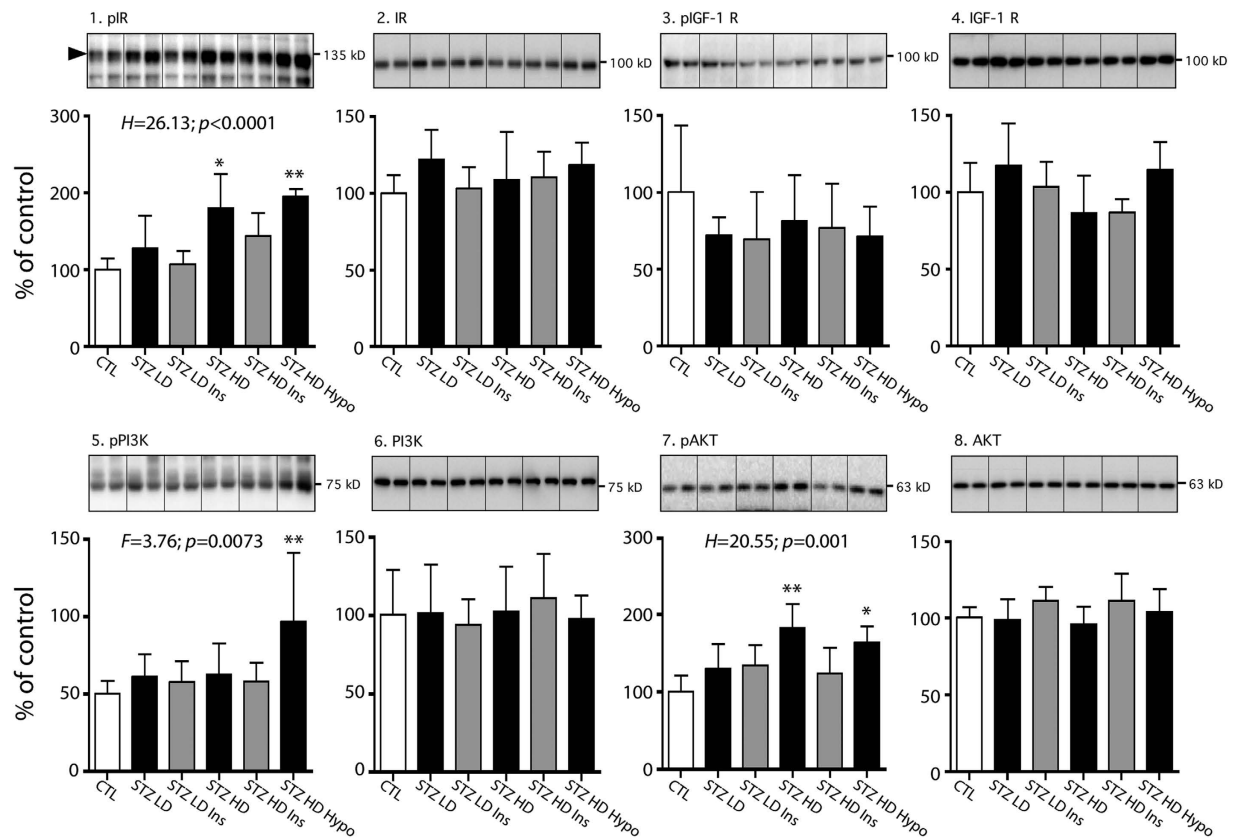 1. pIR
135 kD
300
200
100
0
% of control
H=26.13; p<0.0001
*
**
CTL
STZ LD
STZ LD Ins
STZ HD
STZ HD Ins
STZ HD Hypo
2. IR
100 kD
150
100
50
0
CTL
STZ LD
STZ LD Ins
STZ HD
STZ HD Ins
STZ HD Hypo
3. pIGF-1 R
100 kD
150
100
50
0
CTL
STZ LD
STZ LD Ins
STZ HD
STZ HD Ins
STZ HD Hypo
4. IGF-1 R
100 kD
150
100
50
0
CTL
STZ LD
STZ LD Ins
STZ HD
STZ HD Ins
STZ HD Hypo
5. pPI3K
75 kD
150
100
50
0
% of control
F=3.76; p=0.0073
**
CTL
STZ LD
STZ LD Ins
STZ HD
STZ HD Ins
STZ HD Hypo
6. PI3K
75 kD
150
100
50
0
CTL
STZ LD
STZ LD Ins
STZ HD
STZ HD Ins
STZ HD Hypo
7. pAKT
63 kD
300
200
100
0
H=20.55; p=0.001
**
*
CTL
STZ LD
STZ LD Ins
STZ HD
STZ HD Ins
STZ HD Hypo
8. AKT
63 kD
150
100
50
0
CTL
STZ LD
STZ LD Ins
STZ HD
STZ HD Ins
STZ HD Hypo